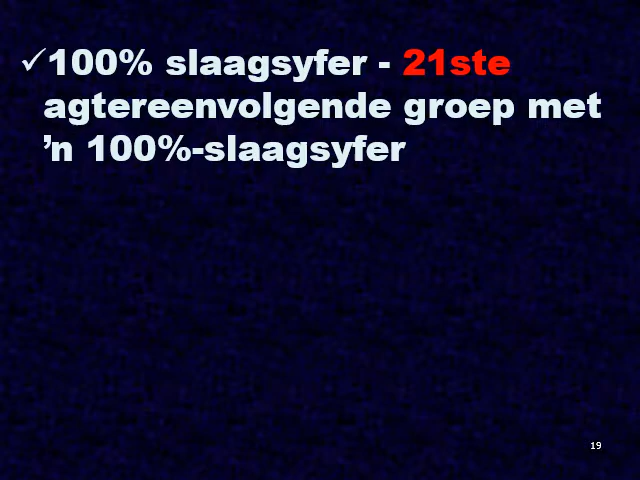 ✓100% slaagsyfer - 21ste
agtereenvolgende groep met
’n 100%-slaagsyfer
19